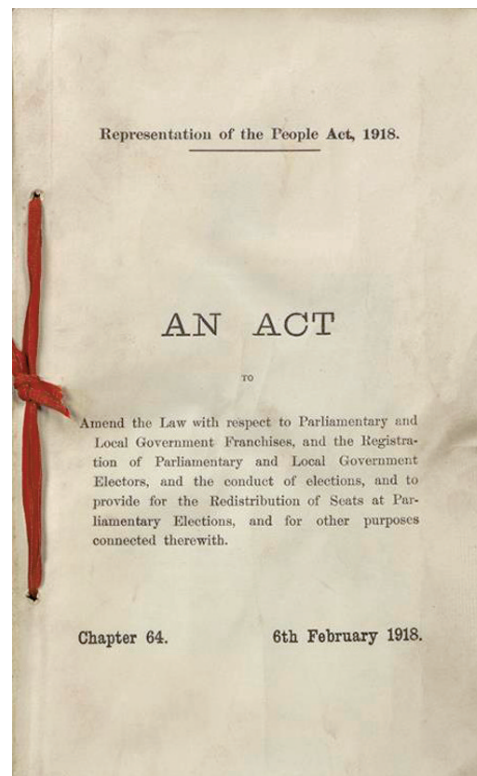 Representation of the People Act, 1918.
AN ACT
TO
Amend the Law with respect to Parliamentary and
Local Government Franchises, and the Registra-
tion of Parliamentary and Local Government
Electors, and the conduct of elections, and to
provide for the Redistribution of Seats at Par-
liamentary Elections, and for other purposes
connected therewith.
Chapter 64. 6th February 1918.